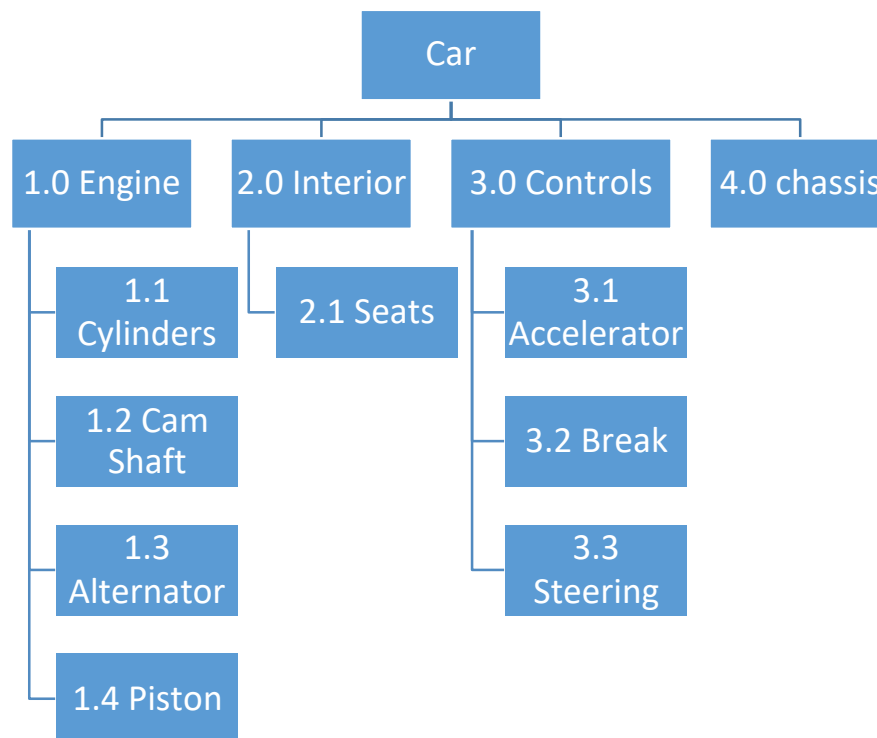 Car
1.0 Engine
2.0 Interior
3.0 Controls
4.0 chassis
1.1
Cylinders
2.1 Seats
3.1
Accelerator
1.2 Cam
Shaft
3.2 Break
1.3
Alternator
3.3
Steering
1.4 Piston